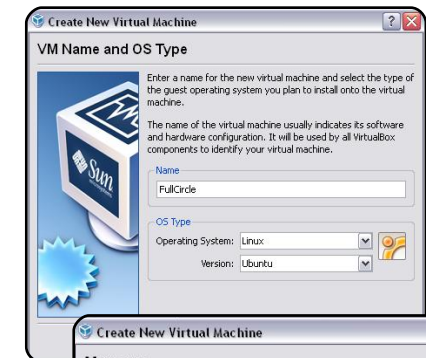 Create New Virtual Machine
VM Name and OS Type
Enter a name for the new virtual machine and select the type of
the guest operating system you plan to install onto the virtual
machine.
The name of the virtual machine usually indicates its software
and hardware configuration. It will be used by all VirtualBox
components to identify your virtual machine.
Sun
microsystems
Name
FullCircle
OS Type
Operating System: Linux
Version: Ubuntu
Create New Virtual Machine